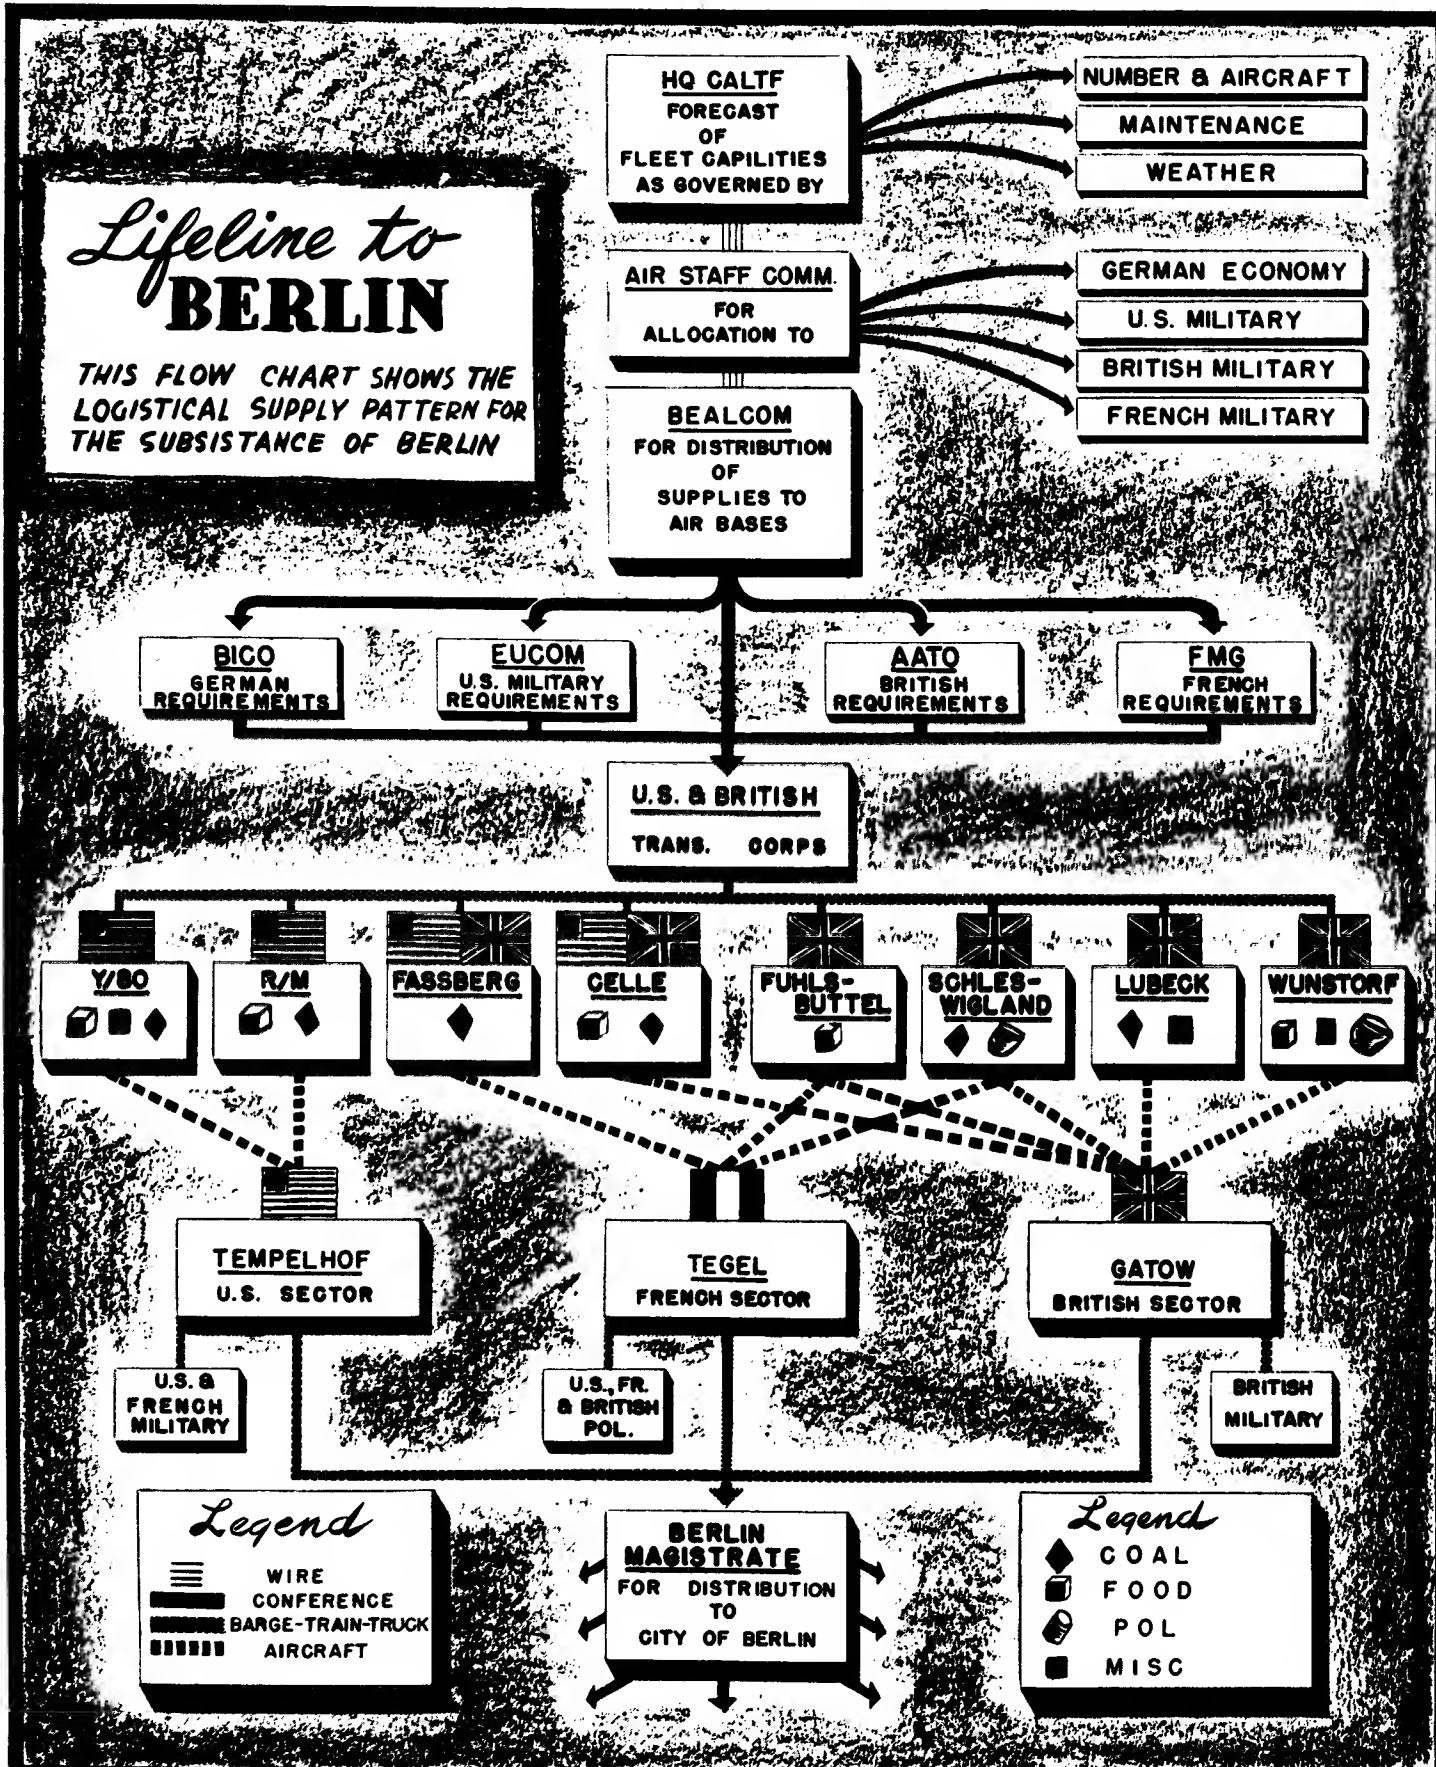 HQ CALTF
FORECAST
OF
FLEET CAPILITIES
AS GOVERNED BY
NUMBER & AIRCRAFT
MAINTENANCE
WEATHER
Lifeline to
BERLIN
THIS FLOW CHART SHOWS THE
LOGISTICAL SUPPLY PATTERN FOR
THE SUBSISTANCE OF BERLIN
AIR STAFF COMM.
FOR
ALLOCATION TO
GERMAN ECONOMY
U.S. MILITARY
BRITISH MILITARY
FRENCH MILITARY
BEALCOM
FOR DISTRIBUTION
OF
SUPPLIES TO
AIR BASES
BICO
GERMAN
REQUIREMENTS
EUCOM
U.S. MILITARY
REQUIREMENTS
AATO
BRITISH
REQUIREMENTS
FMG
FRENCH
REQUIREMENTS
U.S. & BRITISH
TRANS. CORPS
Y/80
R/M
FASSBERG
CELLE
FUHLS-
BUTTEL
SCHLES-
WIGLAND
LUBECK
WUNSTORF
TEMPELHOF
U.S. SECTOR
TEGEL
FRENCH SECTOR
GATOW
BRITISH SECTOR
U.S. &
FRENCH
MILITARY
U.S., FR.
& BRITISH
POL.
BRITISH
MILITARY
Legend
WIRE
CONFERENCE
BARGE-TRAIN-TRUCK
AIRCRAFT
BERLIN
MAGISTRATE
FOR DISTRIBUTION
TO
CITY OF BERLIN
Legend
COAL
FOOD
POL
MISC